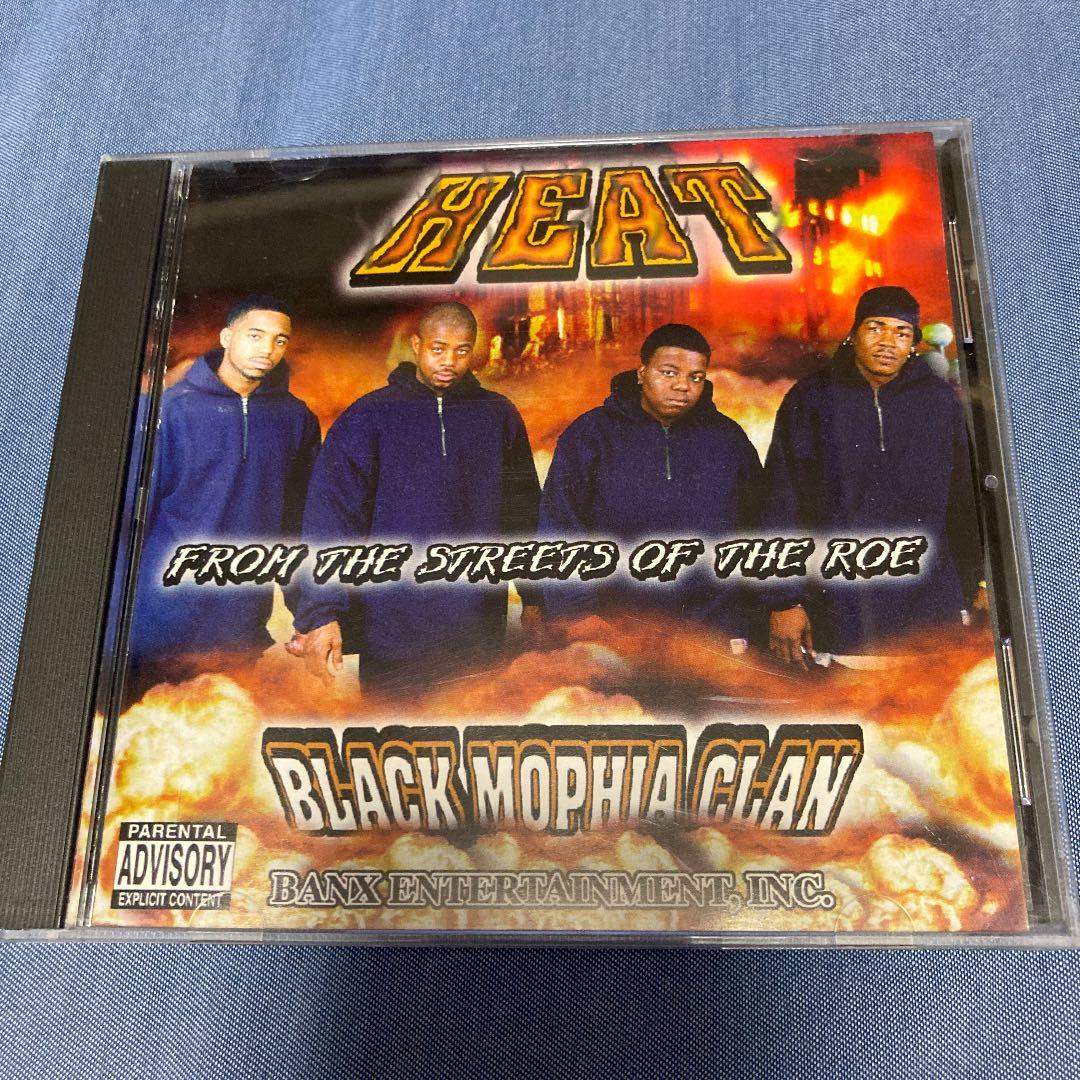 HEAT
FROM THE STREETS OF THE ROE
BLACK MOPHIA CLAN
PARENTAL
ADVISORY
EXPLICIT CONTENT
BANX ENTERTAINMENT, INC.